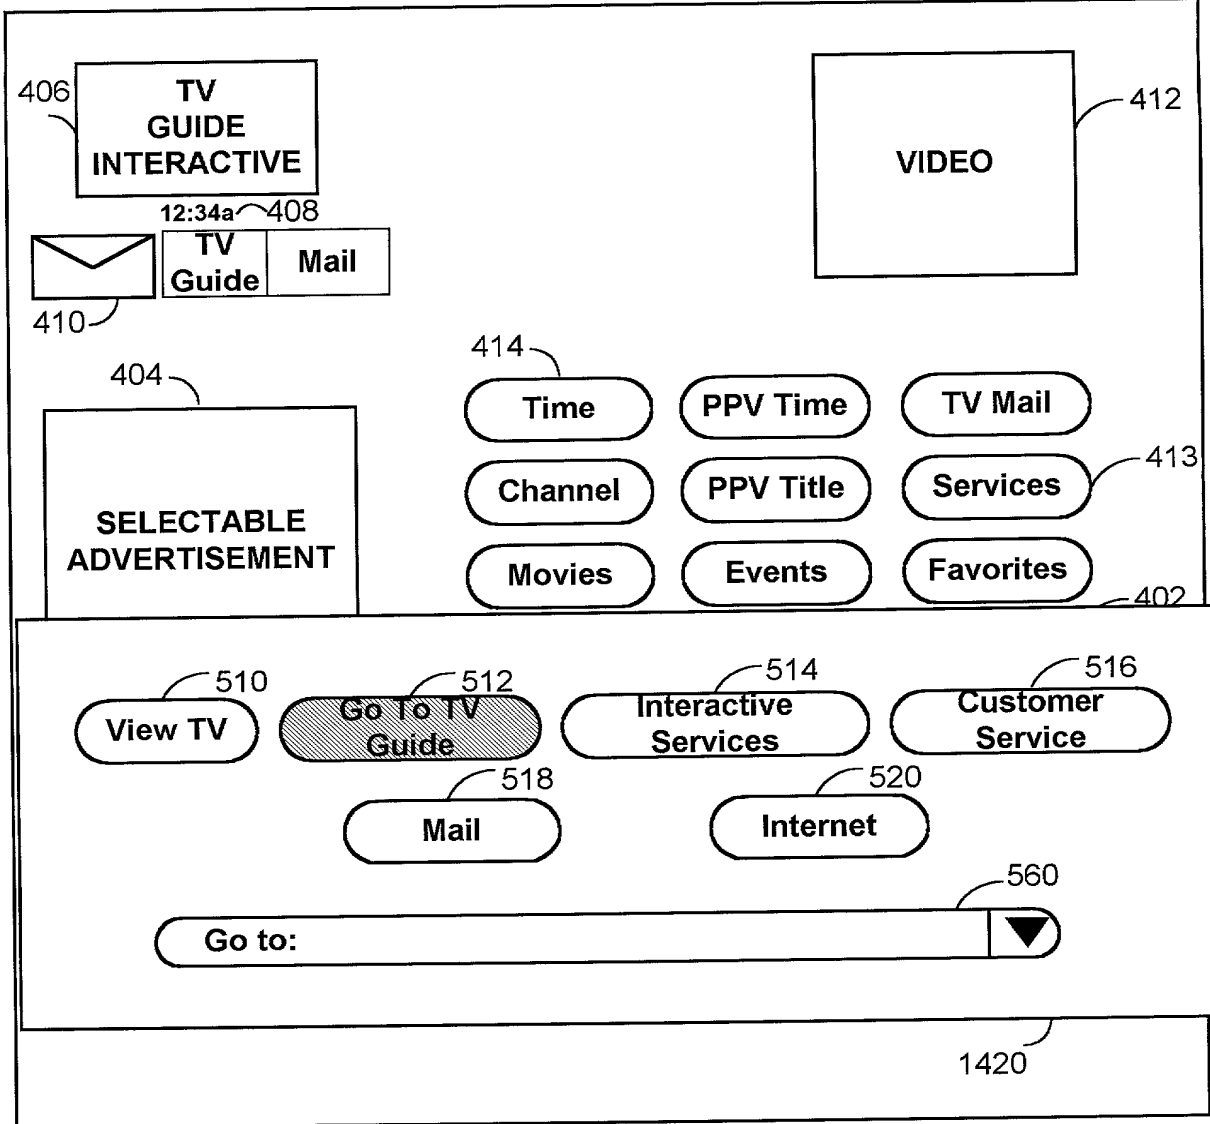 406
TV
GUIDE
INTERACTIVE
412
VIDEO
12:34a 408
TV
Guide
Mail
410
414
404
Time PPV Time TV Mail
413
Channel PPV Title Services
SELECTABLE
ADVERTISEMENT
Movies Events Favorites
402
510 512 514 516
View TV
Go To TV
Guide
Interactive
Services
Customer
Service
518 520
Mail Internet
560
Go to:
1420